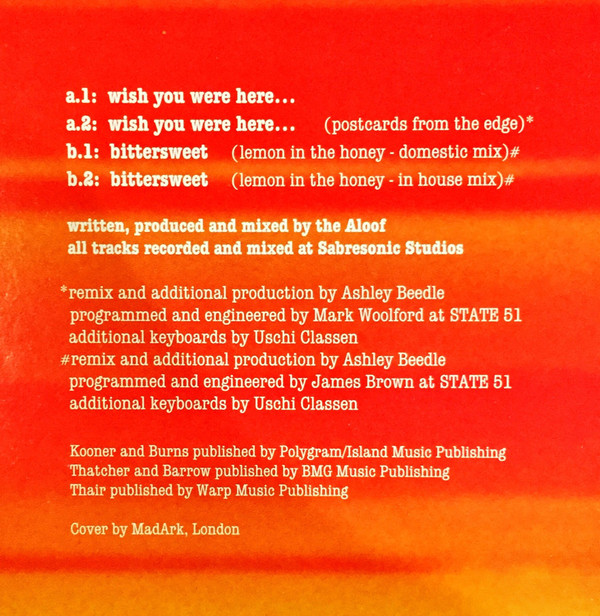 a.1: wish you were here...
a.2: wish you were here... (postcards from the edge)*
b.1: bittersweet (lemon in the honey - domestic mix)#
b.2: bittersweet (lemon in the honey - in house mix)#
written, produced and mixed by the Aloof
all tracks recorded and mixed at Sabresonic Studios
*remix and additional production by Ashley Beedle
programmed and engineered by Mark Woolford at STATE 51
additional keyboards by Uschi Classen
#remix and additional production by Ashley Beedle
programmed and engineered by James Brown at STATE 51
additional keyboards by Uschi Classen
Kooner and Burns published by Polygram/Island Music Publishing
Thatcher and Barrow published by BMG Music Publishing
Thair published by Warp Music Publishing
Cover by MadArk, London